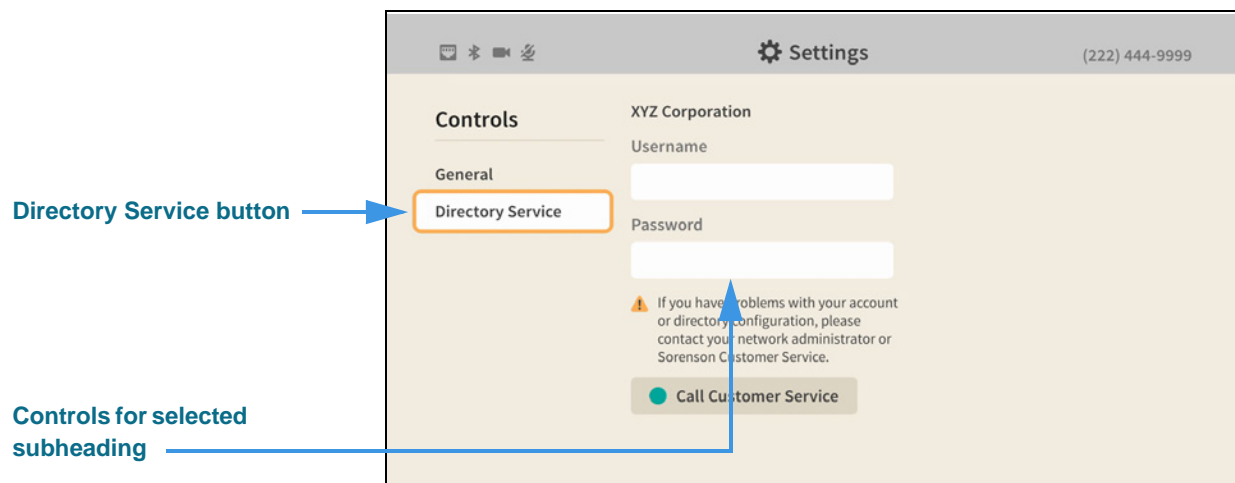 Settings
(222) 444-9999
Controls
XYZ Corporation
Username
General
Directory Service button
Directory Service
Password
If you have problems with your account
or directory configuration, please
contact your network administrator or
Sorenson Customer Service.
Call Customer Service
Controls for selected
subheading